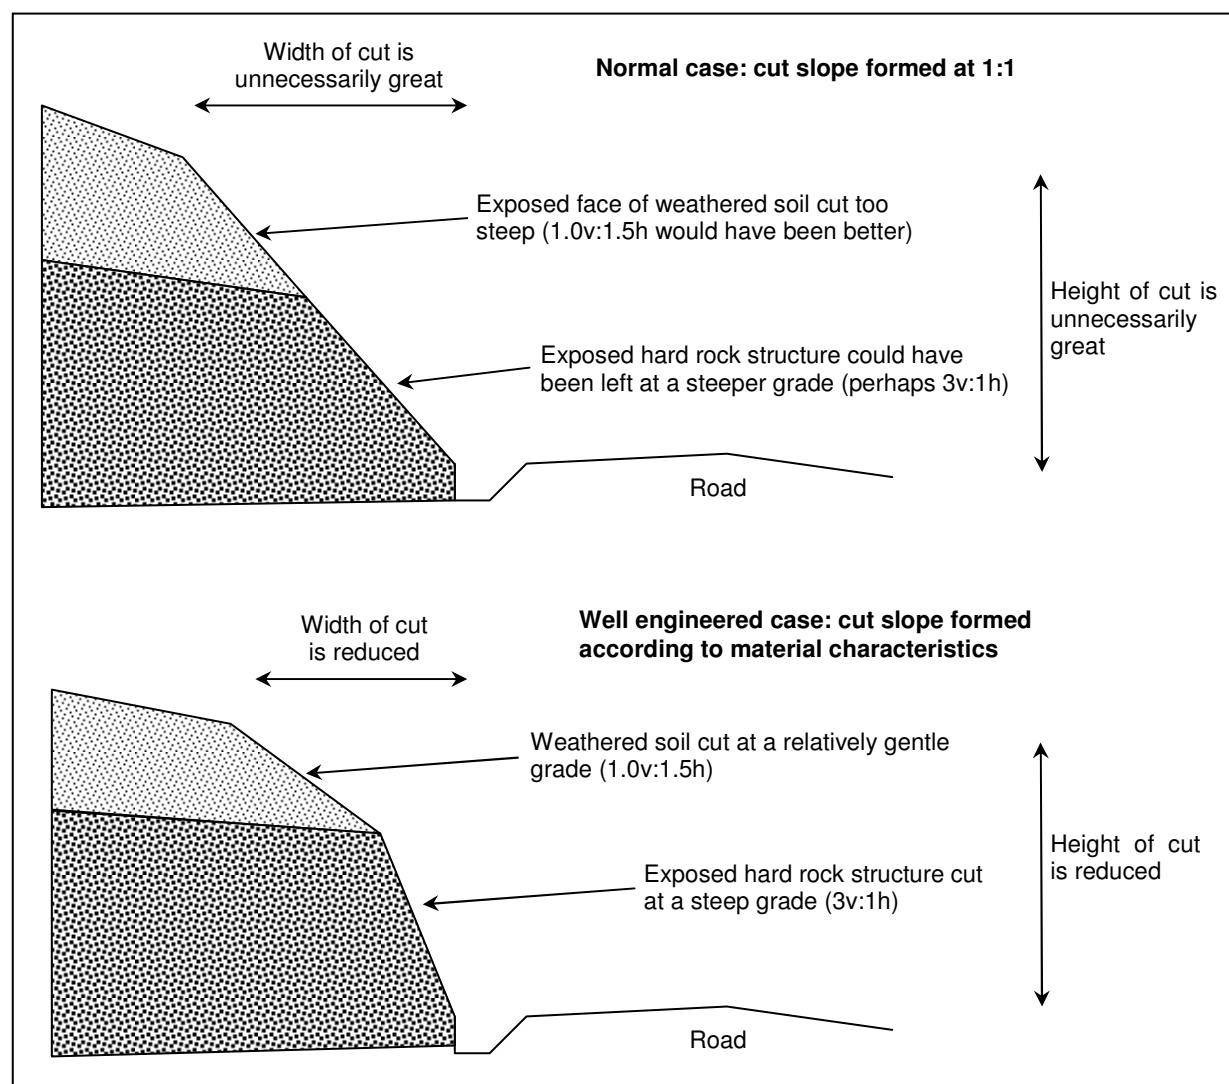 Width of cut is
unnecessarily great
Normal case: cut slope formed at 1:1
Exposed face of weathered soil cut too
steep (1.0v:1.5h would have been better)
Height of cut is
unnecessarily
great
Exposed hard rock structure could have
been left at a steeper grade (perhaps 3v:1h)
Road
Well engineered case: cut slope formed
according to material characteristics
Width of cut
is reduced
Weathered soil cut at a relatively gentle
grade (1.0v:1.5h)
Height of cut
is reduced
Exposed hard rock structure cut
at a steep grade (3v:1h)
Road